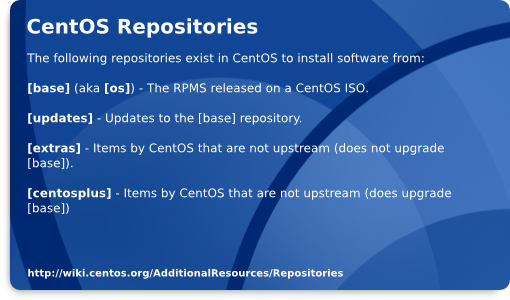 CentOS Repositories
The following repositories exist in CentOS to install software from:
[base] (aka [os]) - The RPMS released on a CentOS ISO.
[updates] - Updates to the [base] repository.
[extras] - Items by CentOS that are not upstream (does not upgrade
[base]).
[centosplus] - Items by CentOS that are not upstream (does upgrade
[base])
http://wiki.centos.org/AdditionalResources/Repositories